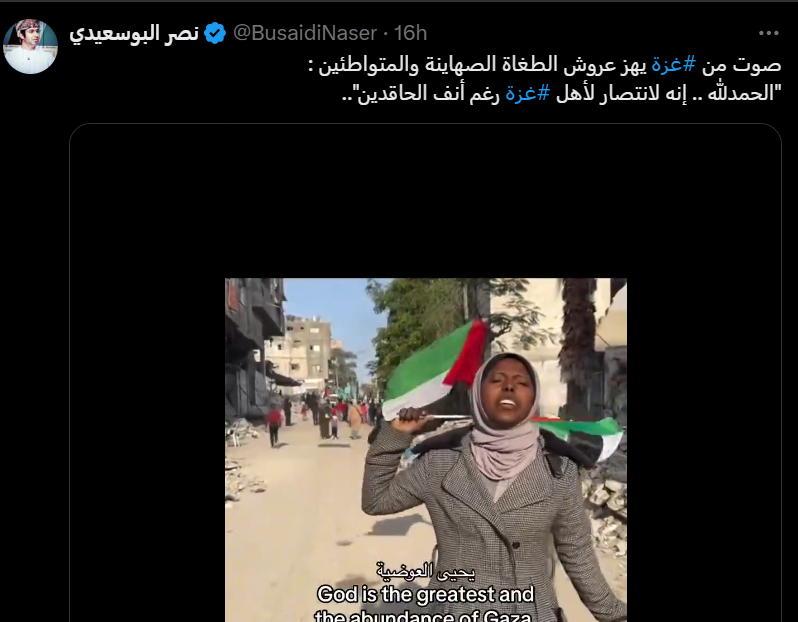 نصر البوسعيدي @BusaidiNaser · 16h
صوت من #غزة يهز عروش الطغاة الصهاينة والمتواطئين :
"الحمدلله .. إنه لانتصار لأهل #غزة رغم أنف الحاقدين"..
يحيى العوضية
God is the greatest and
the abundance of Gaza